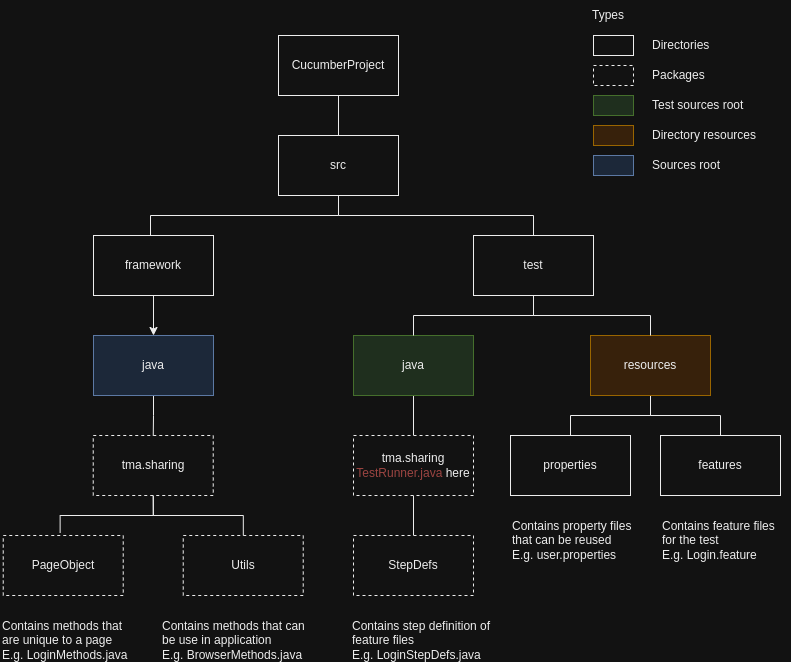 Types
Directories
Packages
Test sources root
Directory resources
Sources root
CucumberProject
src
framework
test
java
java
resources
tma.sharing
tma.sharing
TestRunner.java here
properties
features
Contains property files
that can be reused
E.g. user.properties
Contains feature files
for the test
E.g. Login.feature
PageObject
Utils
StepDefs
Contains methods that
are unique to a page
E.g. LoginMethods.java
Contains methods that can
be use in application
E.g. BrowserMethods.java
Contains step definition of
feature files
E.g. LoginStepDefs.java